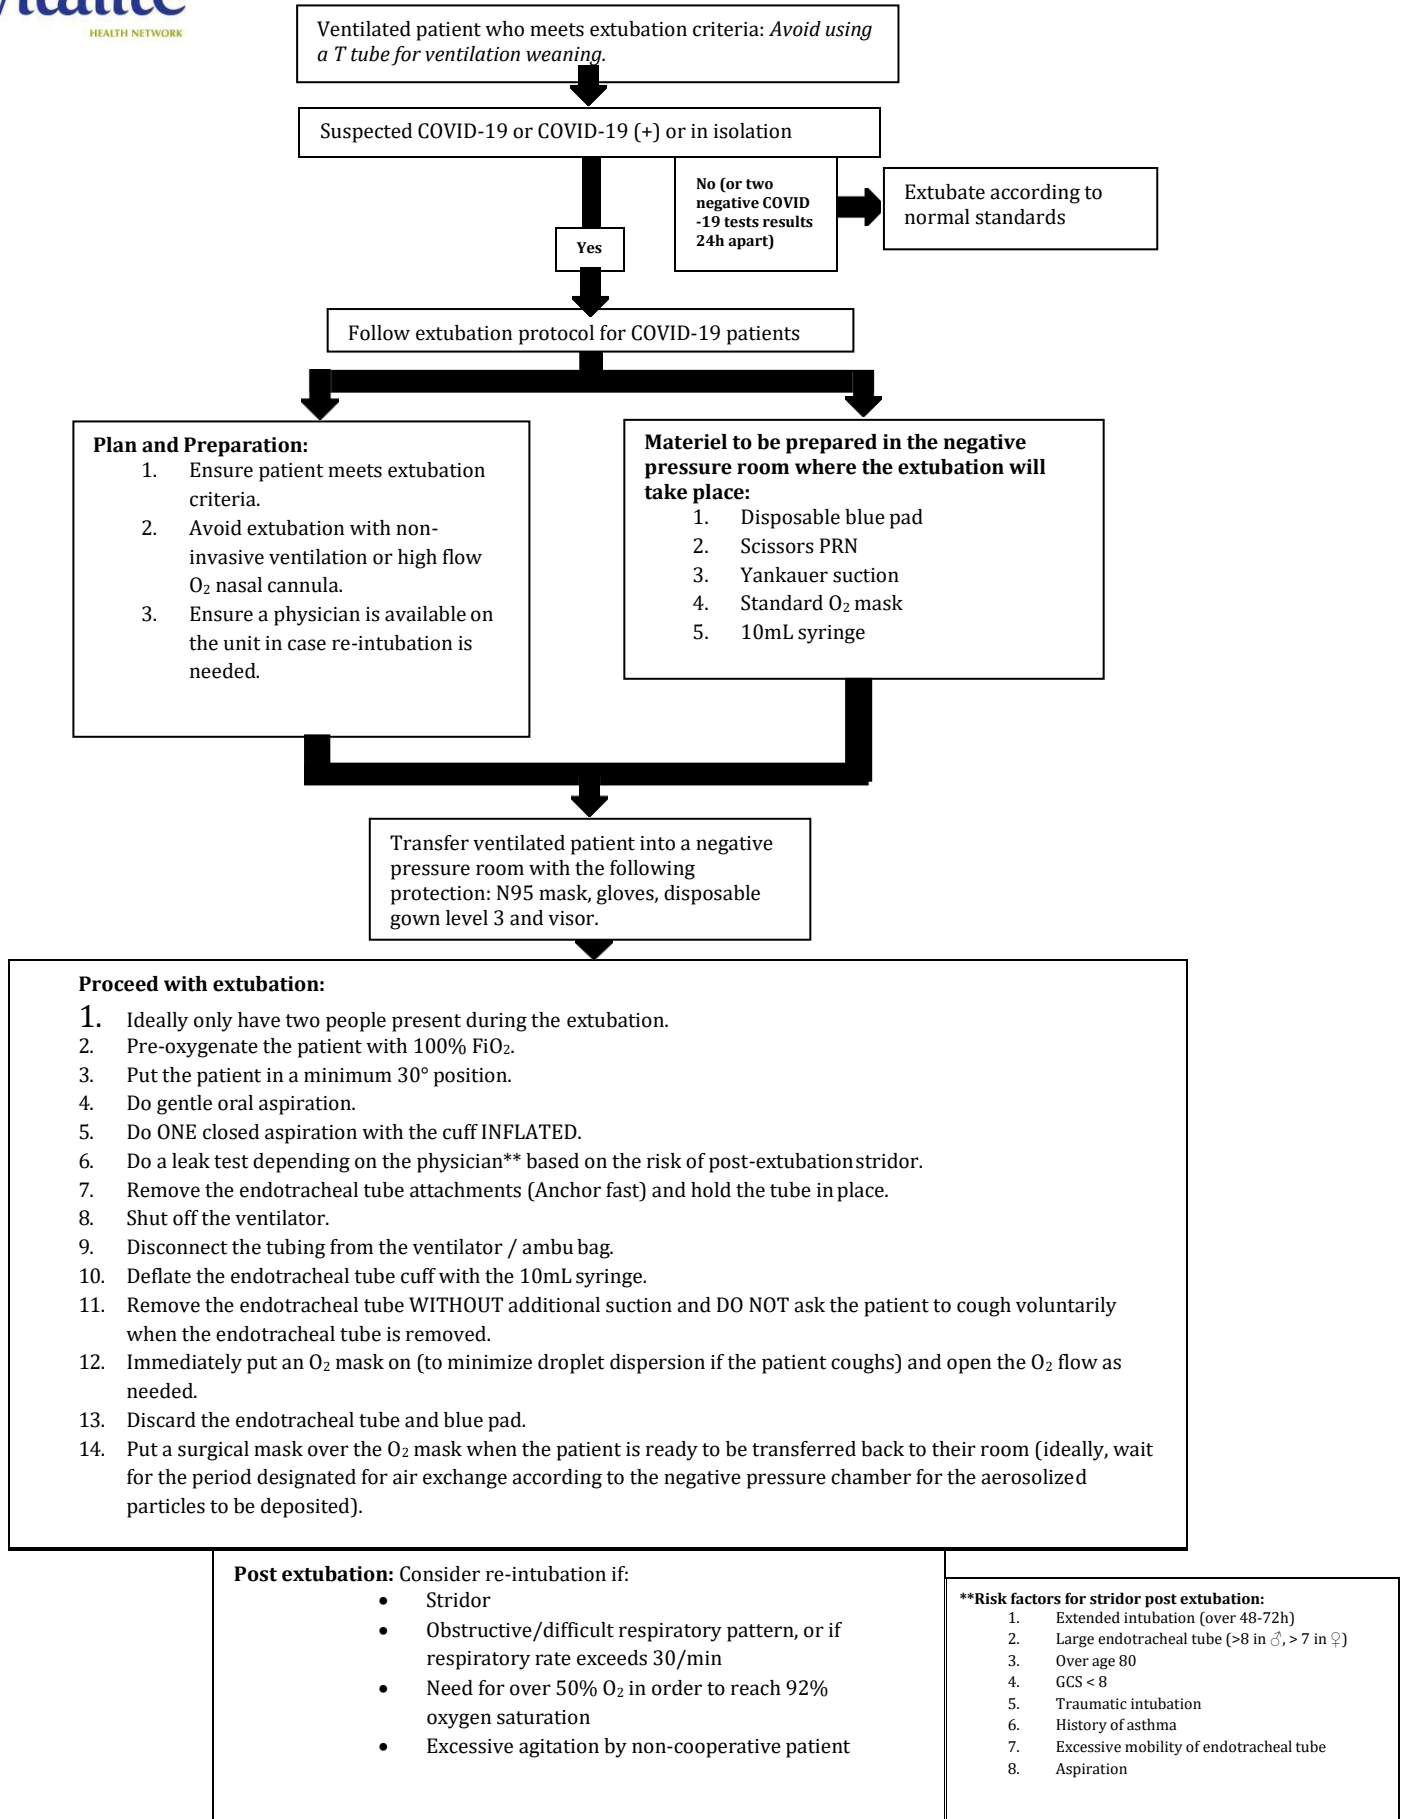 HEALTH NETWORK
Ventilated patient who meets extubation criteria: Avoid using
a T tube for ventilation weaning.
Suspected COVID-19 or COVID-19 (+) or in isolation
No (or two
negative COVID
-19 tests results
24h apart)
Extubate according to
normal standards
Yes
Follow extubation protocol for COVID-19 patients
Plan and Preparation:
1. Ensure patient meets extubation
criteria.
2. Avoid extubation with non-
invasive ventilation or high flow
O₂ nasal cannula.
3. Ensure a physician is available on
the unit in case re-intubation is
needed.
Materiel to be prepared in the negative
pressure room where the extubation will
take place:
1. Disposable blue pad
2. Scissors PRN
3. Yankauer suction
4. Standard O₂ mask
5. 10mL syringe
Transfer ventilated patient into a negative
pressure room with the following
protection: N95 mask, gloves, disposable
gown level 3 and visor.
Proceed with extubation:
1. Ideally only have two people present during the extubation.
2. Pre-oxygenate the patient with 100% FiO₂.
3. Put the patient in a minimum 30° position.
4. Do gentle oral aspiration.
5. Do ONE closed aspiration with the cuff INFLATED.
6. Do a leak test depending on the physician** based on the risk of post-extubation stridor.
7. Remove the endotracheal tube attachments (Anchor fast) and hold the tube in place.
8. Shut off the ventilator.
9. Disconnect the tubing from the ventilator / ambu bag.
10. Deflate the endotracheal tube cuff with the 10mL syringe.
11. Remove the endotracheal tube WITHOUT additional suction and DO NOT ask the patient to cough voluntarily
when the endotracheal tube is removed.
12. Immediately put an O₂ mask on (to minimize droplet dispersion if the patient coughs) and open the O₂ flow as
needed.
13. Discard the endotracheal tube and blue pad.
14. Put a surgical mask over the O₂ mask when the patient is ready to be transferred back to their room (ideally, wait
for the period designated for air exchange according to the negative pressure chamber for the aerosolized
particles to be deposited).
Post extubation: Consider re-intubation if:
• Stridor
• Obstructive/difficult respiratory pattern, or if
respiratory rate exceeds 30/min
• Need for over 50% O₂ in order to reach 92%
oxygen saturation
• Excessive agitation by non-cooperative patient
**Risk factors for stridor post extubation:
1. Extended intubation (over 48-72h)
2. Large endotracheal tube (>8 in ♂, > 7 in ♀)
3. Over age 80
4. GCS < 8
5. Traumatic intubation
6. History of asthma
7. Excessive mobility of endotracheal tube
8. Aspiration